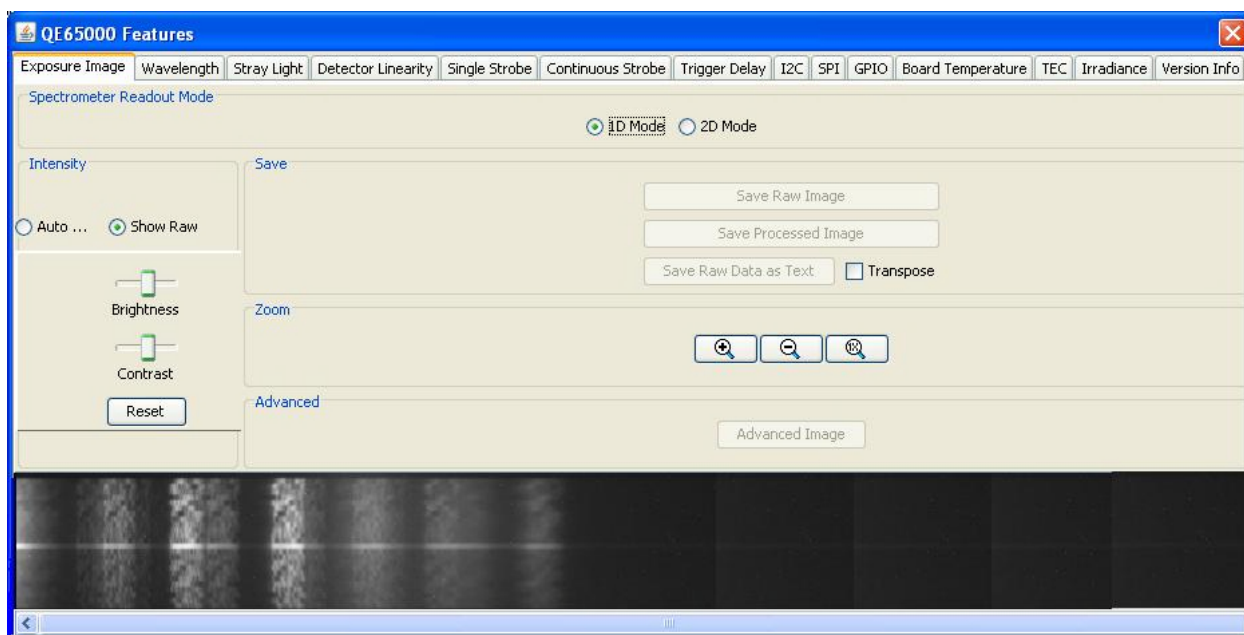 QE65000 Features
Exposure Image Wavelength Stray Light Detector Linearity Single Strobe Continuous Strobe Trigger Delay I2C SPI GPIO Board Temperature TEC Irradiance Version Info
Spectrometer Readout Mode
1D Mode 2D Mode
Intensity
Auto ... Show Raw
Brightness
Contrast
Reset
Save
Save Raw Image
Save Processed Image
Save Raw Data as Text Transpose
Zoom
1X
Advanced
Advanced Image